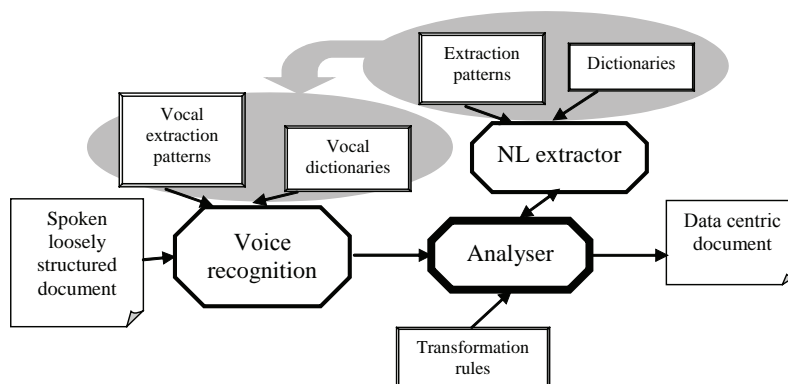 Extraction
patterns
Dictionaries
Vocal
extraction
patterns
Vocal
dictionaries
NL extractor
Spoken
loosely
structured
document
Voice
recognition
Analyser
Data centric
document
Transformation
rules